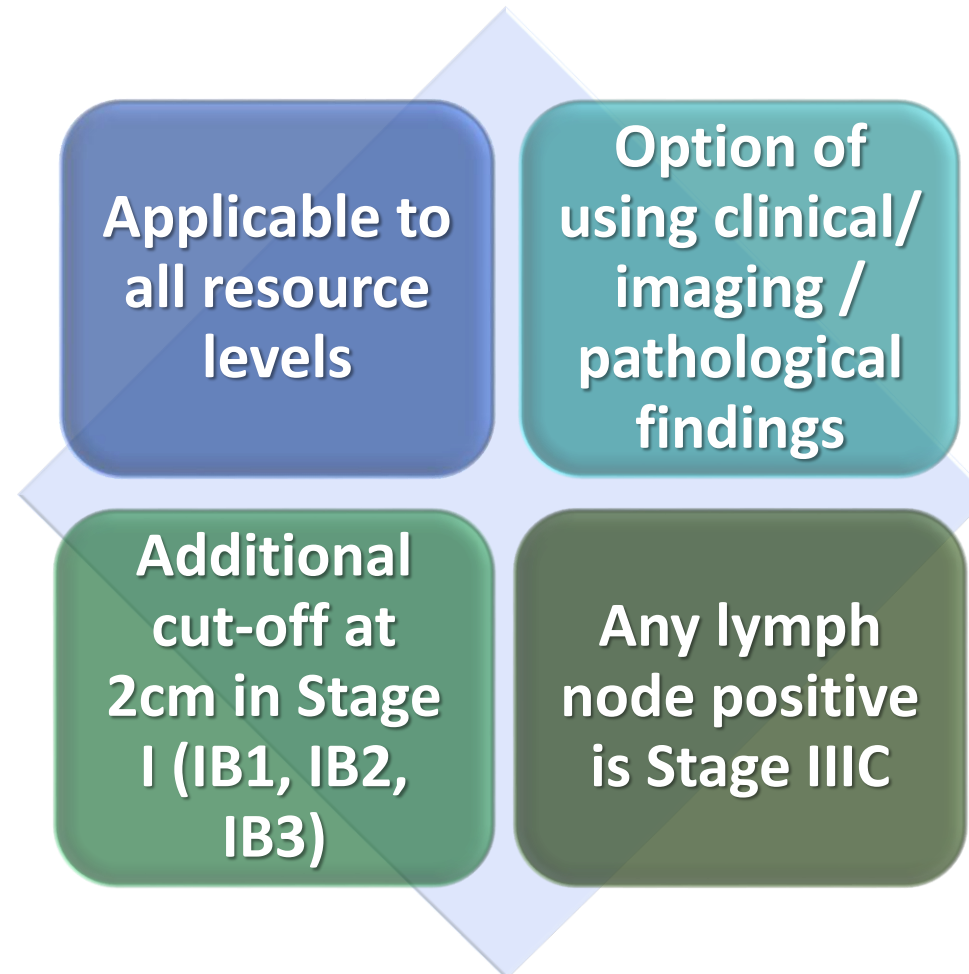 Applicable to
all resource
levels
Option of
using clinical/
imaging /
pathological
findings
Additional
cut-off at
2cm in Stage
I (IB1, IB2,
IB3)
Any lymph
node positive
is Stage IIIC